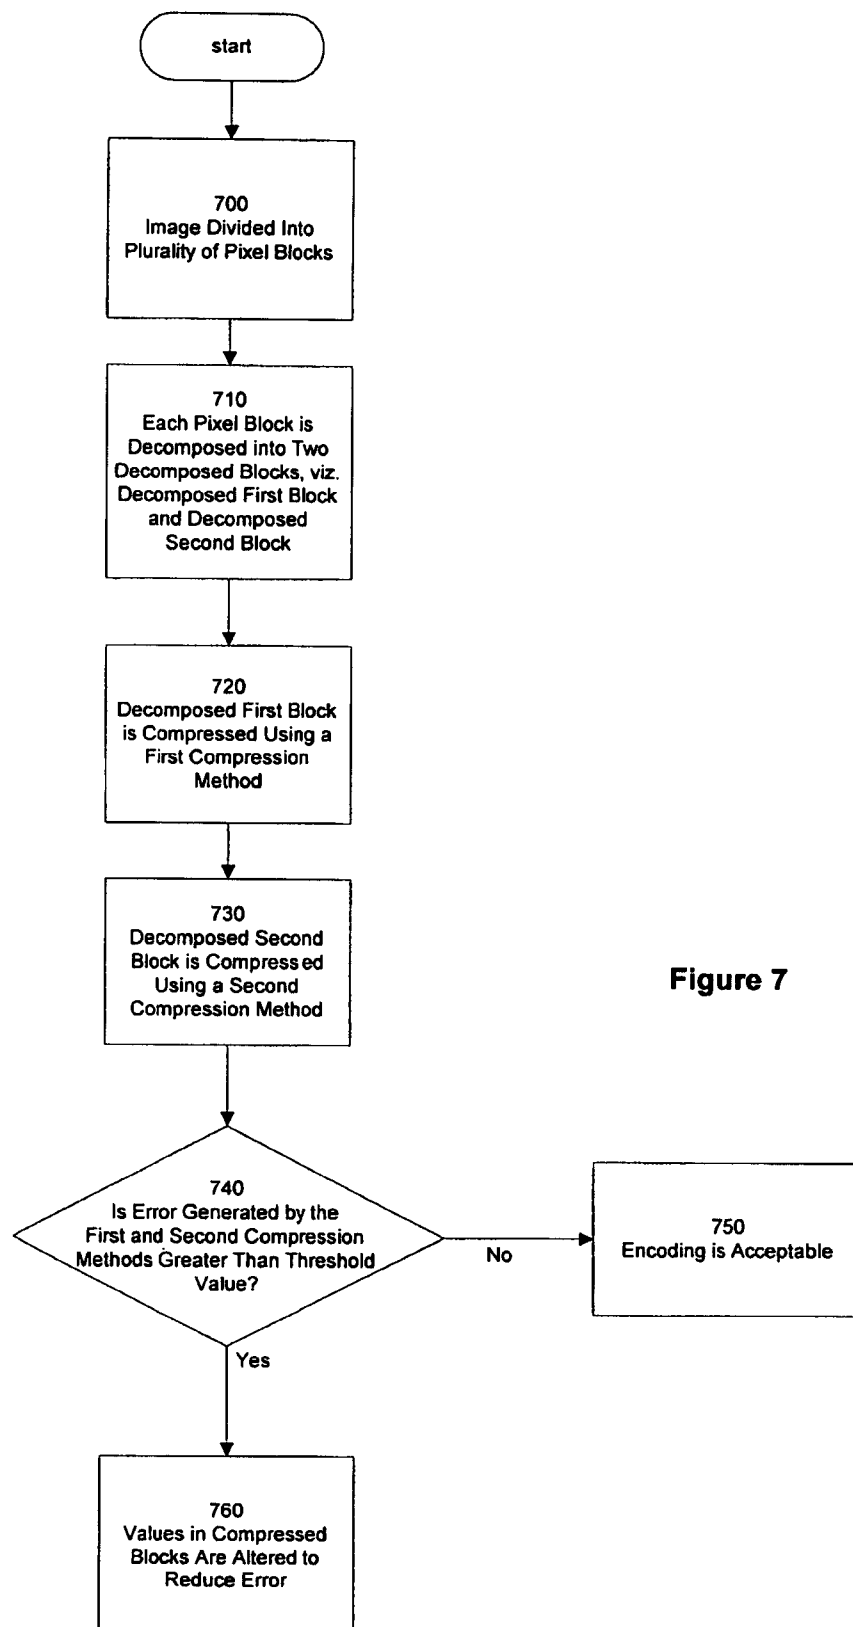 start
700
Image Divided Into
Plurality of Pixel Blocks
710
Each Pixel Block is
Decomposed into Two
Decomposed Blocks, viz.
Decomposed First Block
and Decomposed
Second Block
720
Decomposed First Block
is Compressed Using a
First Compression
Method
730
Decomposed Second
Block is Compressed
Using a Second
Compression Method
Figure 7
740
Is Error Generated by the
First and Second Compression
Methods Greater Than Threshold
Value?
No
750
Encoding is Acceptable
Yes
760
Values in Compressed
Blocks Are Altered to
Reduce Error